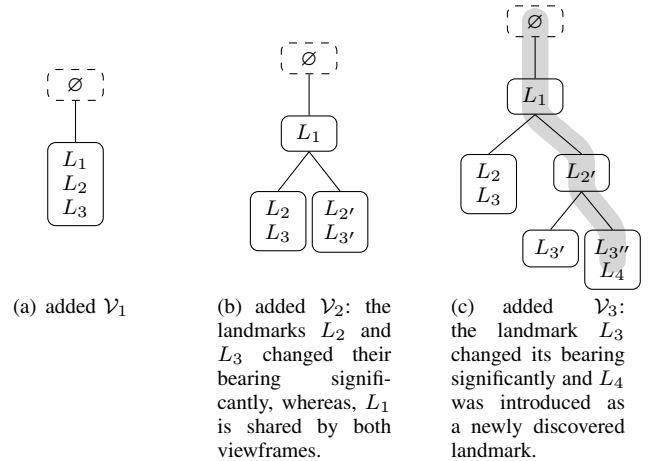 ∅
L1
L2
L3
(a) added V1
∅
L1
L2
L3
L2′
L3′
(b) added V2: the
landmarks L2 and
L3 changed their
bearing signifi-
cantly, whereas, L1
is shared by both
viewframes.
∅
L1
L2
L3
L2′
L3′
L3′′
L4
(c) added V3:
the landmark L3
changed its bearing
significantly and L4
was introduced as
a newly discovered
landmark.